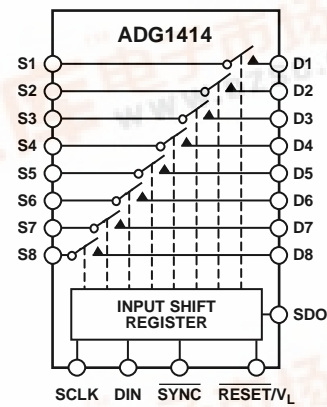 ADG1414
S1 D1
S2 D2
S3 D3
S4 D4
S5 D5
S6 D6
S7 D7
S8 D8
INPUT SHIFT
REGISTER
SDO
SCLK DIN SYNC RESET/VL